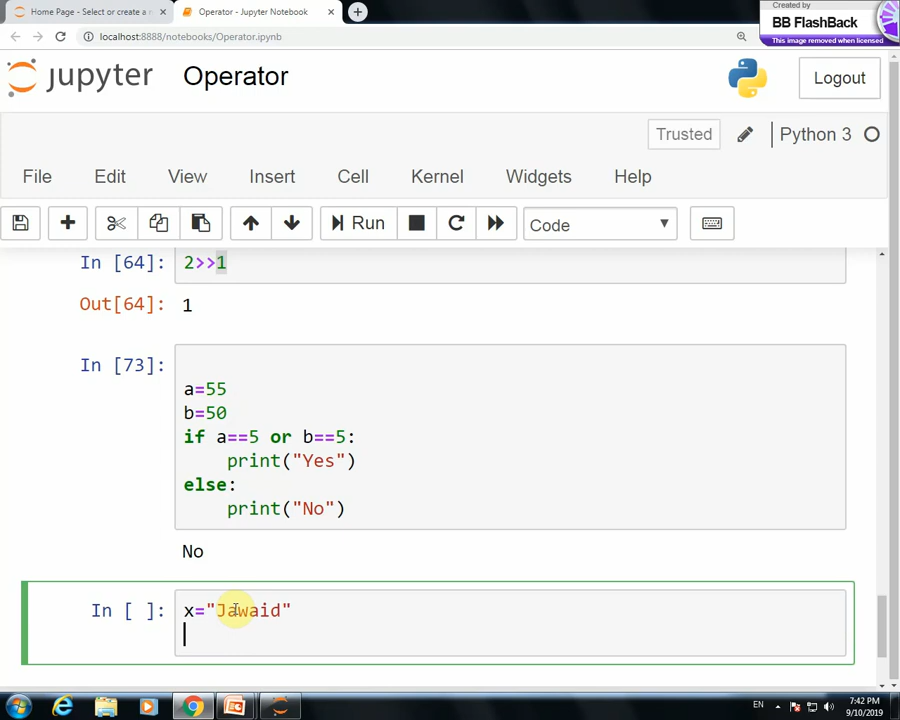 Home Page - Select or create a n
Operator - Jupyter Notebook
Created by
BB FlashBack
This image removed when licensed
localhost:8888/notebooks/Operator.ipynb
jupyter Operator
Logout
Trusted
Python 3
File Edit View Insert Cell Kernel Widgets Help
Run
Code
In [64]: 2>>1
Out[64]: 1
In [73]:
a=55
b=50
if a==5 or b==5:
    print("Yes")
else:
    print("No")
No
In [ ]: x="Jawaid"
EN
7:42 PM
9/10/2019